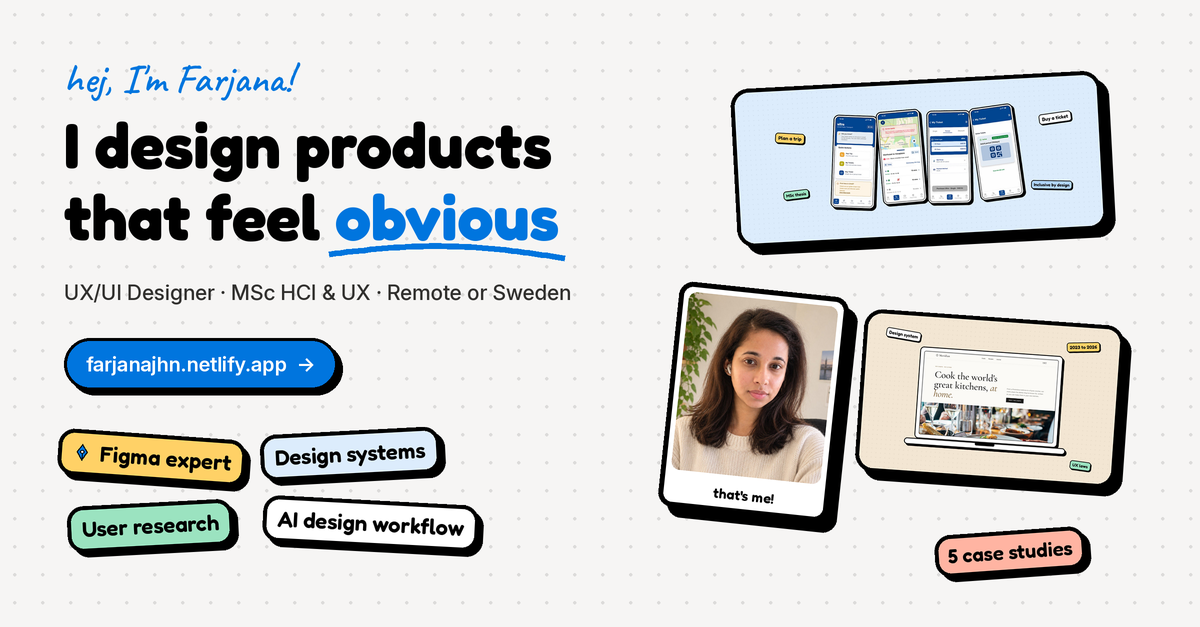 hej, I'm Farjana!
I design products
that feel obvious
UX/UI Designer · MSc HCI & UX · Remote or Sweden
farjanajhn.netlify.app →
Figma expert
Design systems
User research
AI design workflow
Plan a trip
Buy a ticket
MSc thesis
Inclusive by design
that's me!
Design system
2023 to 2026
Cook the world's
great kitchens, at
home.
UX laws
5 case studies